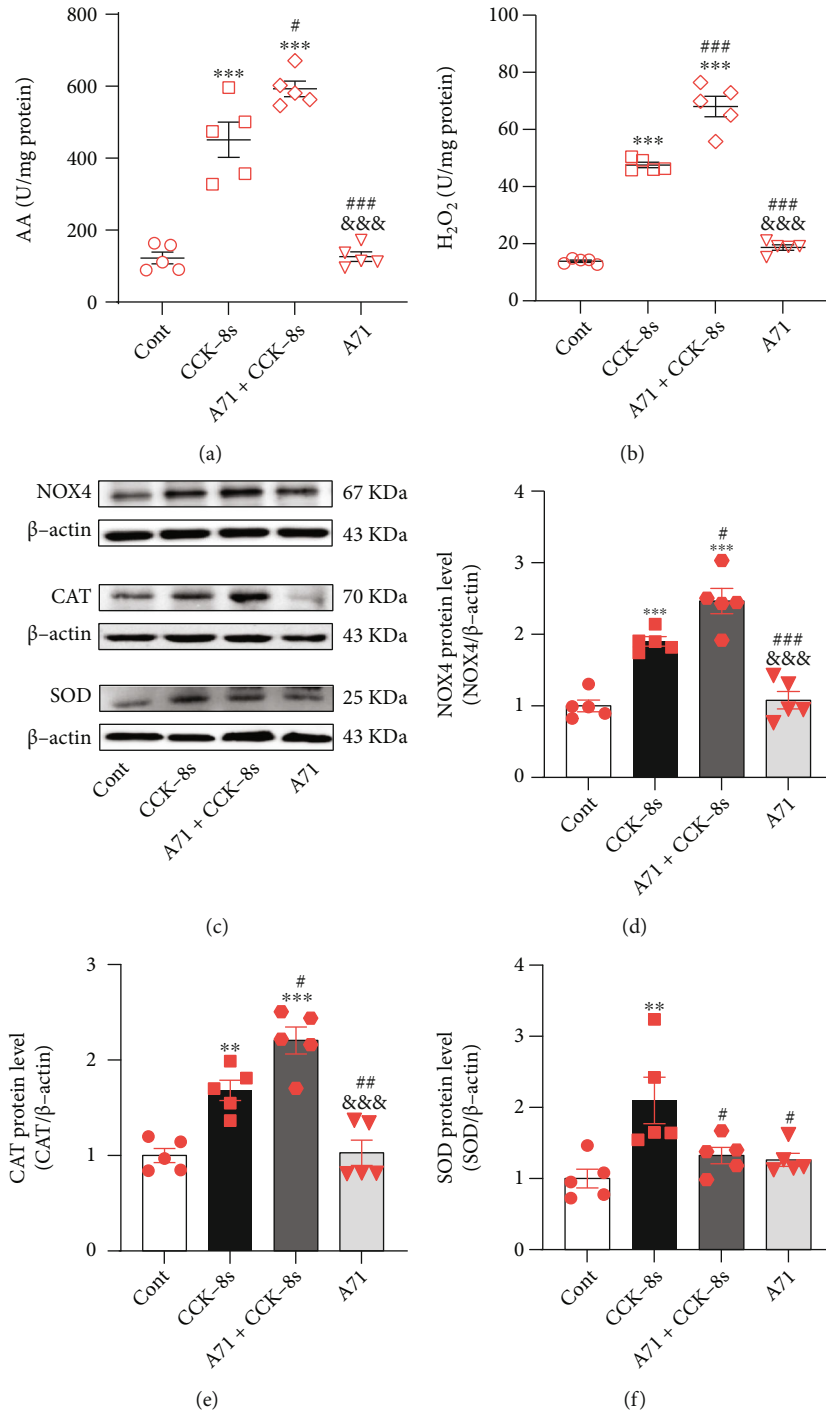 AA (U/mg protein)
800
600
400
200
0
***
#
***
###
&&&
Cont
CCK–8s
A71 + CCK–8s
A71
(a)
H₂O₂ (U/mg protein)
100
80
60
40
20
0
***
###
***
###
&&&
Cont
CCK–8s
A71 + CCK–8s
A71
(b)
NOX4 67 KDa
β–actin 43 KDa
CAT 70 KDa
β–actin 43 KDa
SOD 25 KDa
β–actin 43 KDa
Cont
CCK–8s
A71 + CCK–8s
A71
(c)
NOX4 protein level
(NOX4/β–actin)
4
3
2
1
0
***
#
***
###
&&&
Cont
CCK–8s
A71 + CCK–8s
A71
(d)
CAT protein level
(CAT/β–actin)
3
2
1
0
**
#
***
##
&&&
Cont
CCK–8s
A71 + CCK–8s
A71
(e)
SOD protein level
(SOD/β–actin)
4
3
2
1
0
**
#
#
Cont
CCK–8s
A71 + CCK–8s
A71
(f)